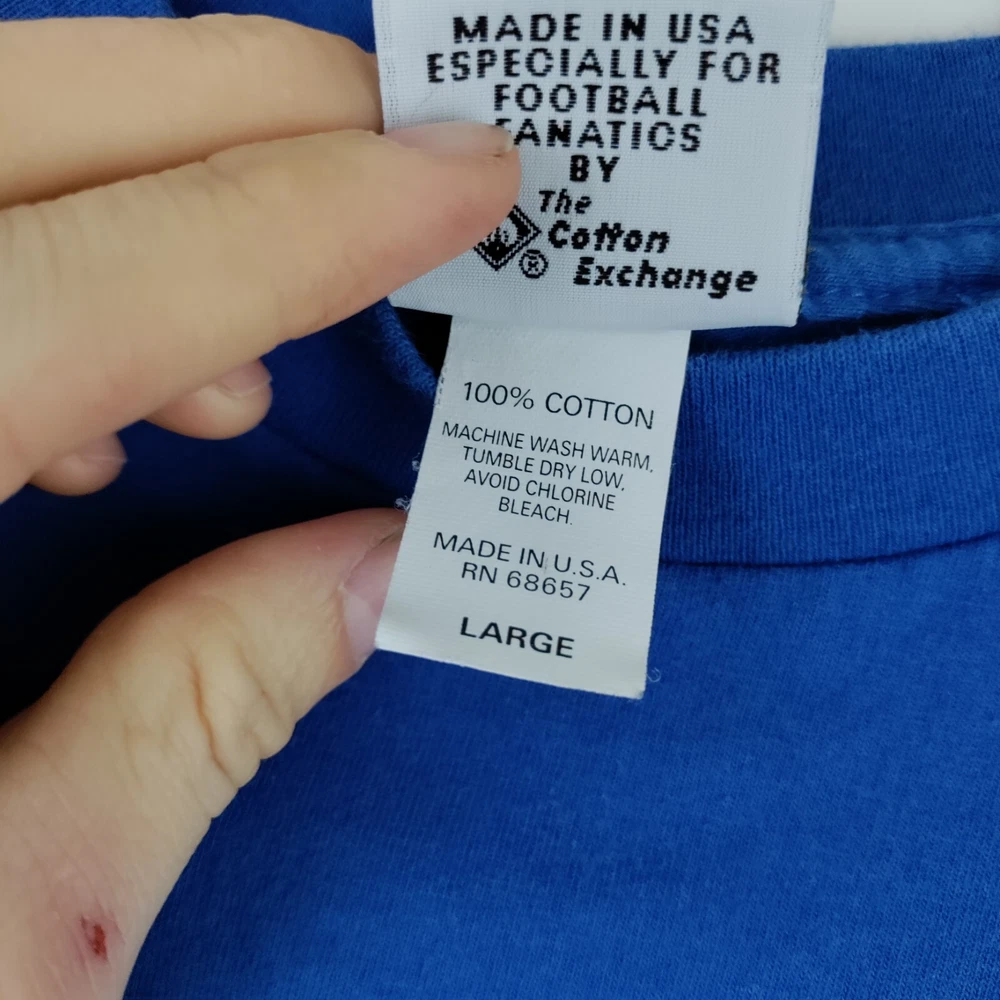 MADE IN USA
ESPECIALLY FOR
FOOTBALL
FANATICS
BY
The
Cotton
® Exchange
100% COTTON
MACHINE WASH WARM,
TUMBLE DRY LOW,
AVOID CHLORINE
BLEACH.
MADE IN U.S.A.
RN 68657
LARGE